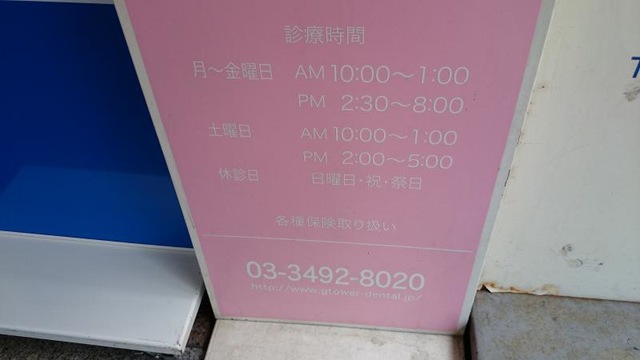 診療時間
月～金曜日 AM 10:00～1:00
PM 2:30～8:00
土曜日 AM 10:00～1:00
PM 2:00～5:00
休診日 日曜日・祝・祭日
各種保険取り扱い
03-3492-8020
http://www.gtower-dental.jp/